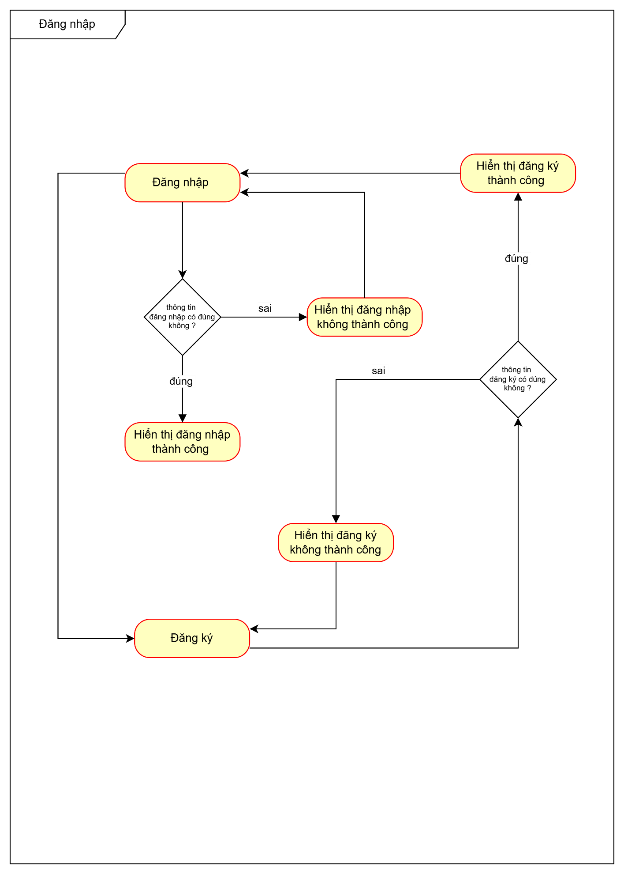 Đăng nhập
Hiển thị đăng ký
thành công
Đăng nhập
đúng
thông tin
đăng nhập có đúng
không ?
sai
Hiển thị đăng nhập
không thành công
thông tin
đăng ký có đúng
không ?
sai
đúng
Hiển thị đăng nhập
thành công
Hiển thị đăng ký
không thành công
Đăng ký